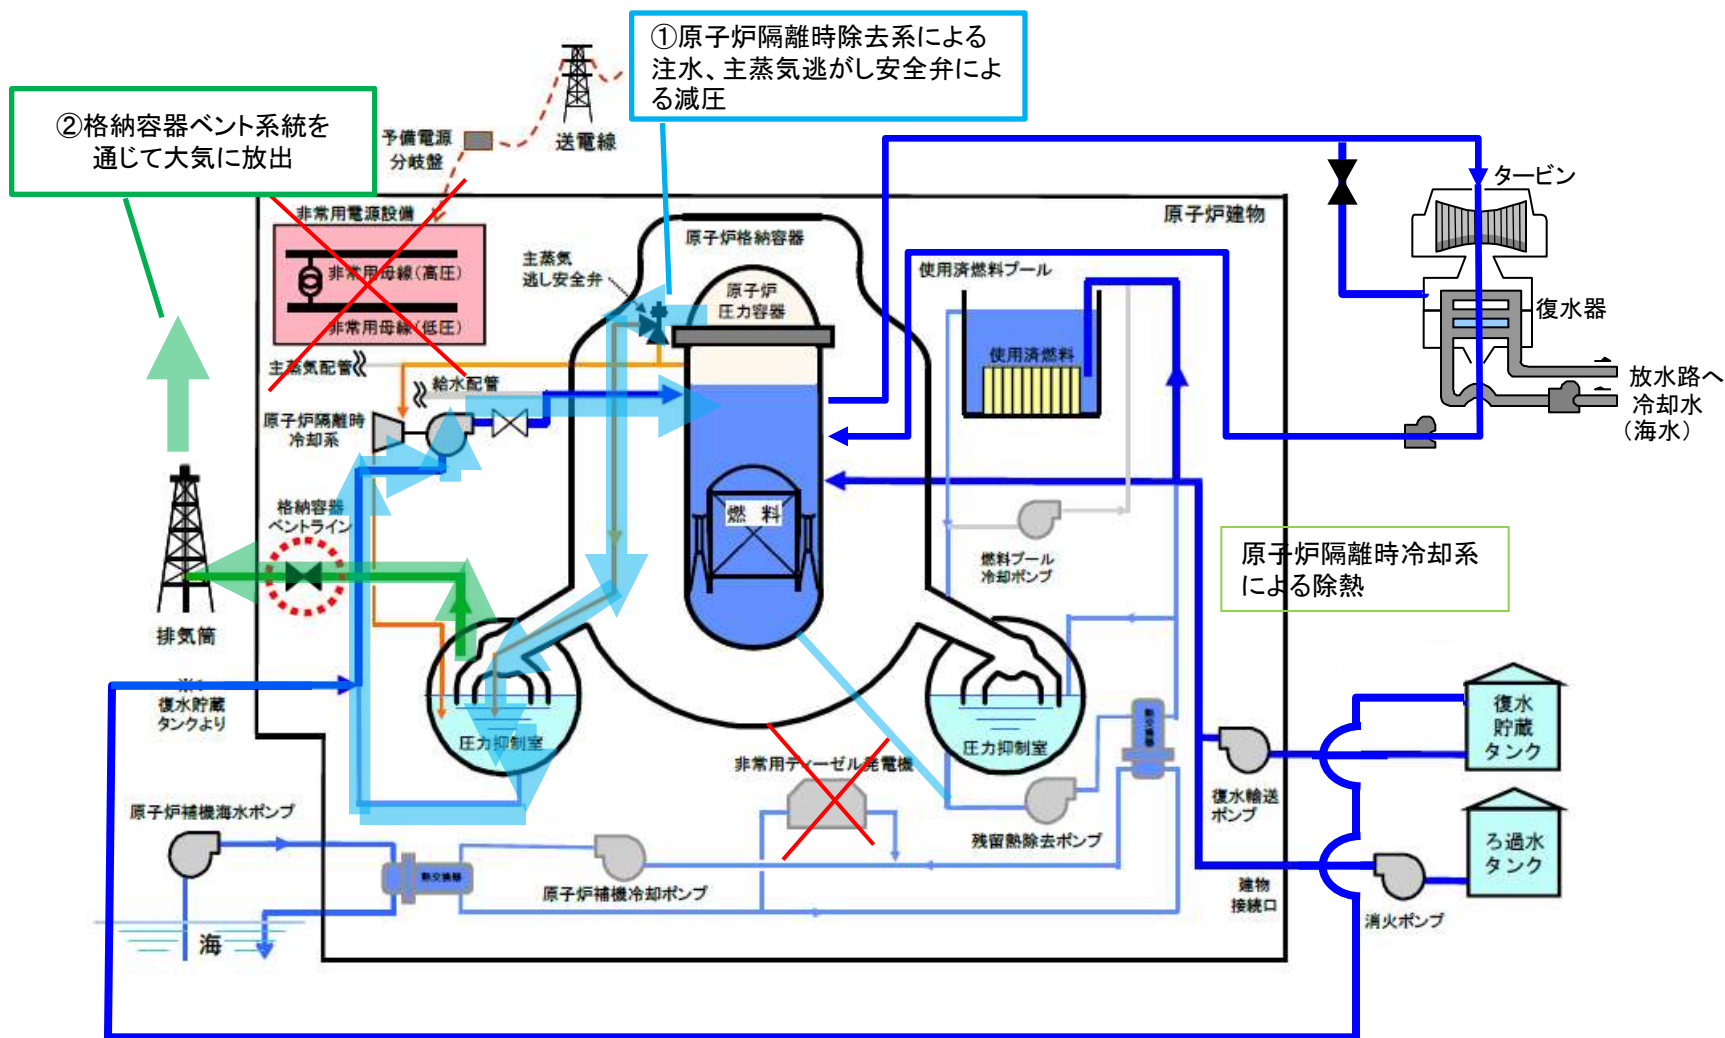 ①原子炉隔離時除去系による
注水、主蒸気逃がし安全弁によ
る減圧
②格納容器ベント系統を
通じて大気に放出
予備電源
分岐盤
送電線
タービン
原子炉建物
非常用電源設備
非常用母線(高圧)
非常用母線(低圧)
原子炉格納容器
主蒸気
逃し安全弁
原子炉
圧力容器
使用済燃料プール
使用済燃料
復水器
主蒸気配管
給水配管
放水路へ
冷却水
(海水)
原子炉隔離時
冷却系
格納容器
ベントライン
燃料
燃料プール
冷却ポンプ
原子炉隔離時冷却系
による除熱
排気筒
復水貯蔵
タンクより
圧力抑制室
圧力抑制室
熱交換器
復水
貯蔵
タンク
非常用ディーゼル発電機
復水輸送
ポンプ
原子炉補機海水ポンプ
残留熱除去ポンプ
ろ過水
タンク
熱交換器
原子炉補機冷却ポンプ
建物
接続口
消火ポンプ
海